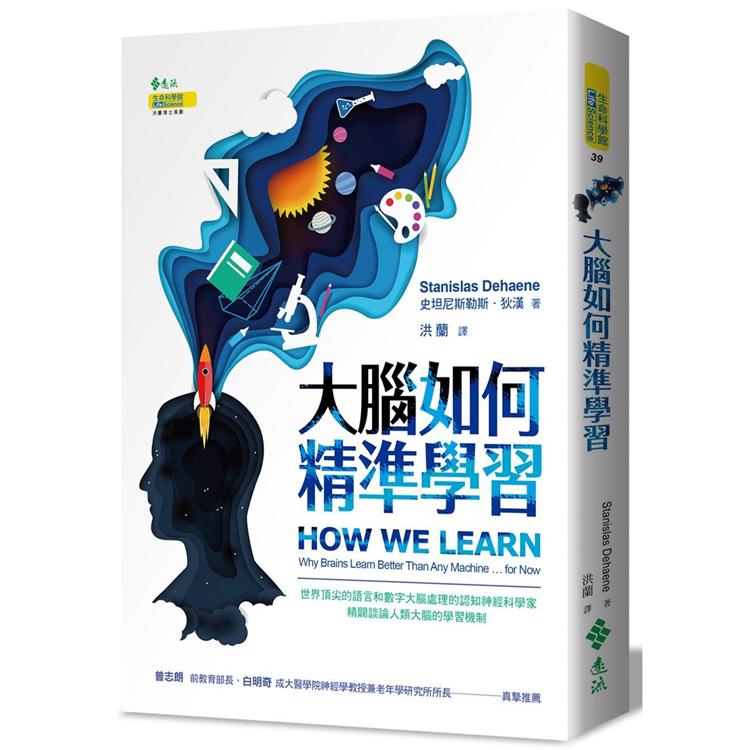 遠流
生命科學館
Life Science
洪蘭博士策劃
Stanislas Dehaene
史坦尼斯勒斯·狄漢 著
洪蘭 譯
大腦如何
精準學習
HOW WE LEARN
Why Brains Learn Better Than Any Machine … for Now
世界頂尖的語言和數字大腦處理的認知神經科學家
精闢談論人類大腦的學習機制
曾志朗 前教育部長、白明奇 成大醫學院神經學教授兼老年學研究所所長————真摯推薦
生命科學館
Life Science
39
大腦如何精準學習
Stanislas Dehaene 著
洪蘭 譯
遠流